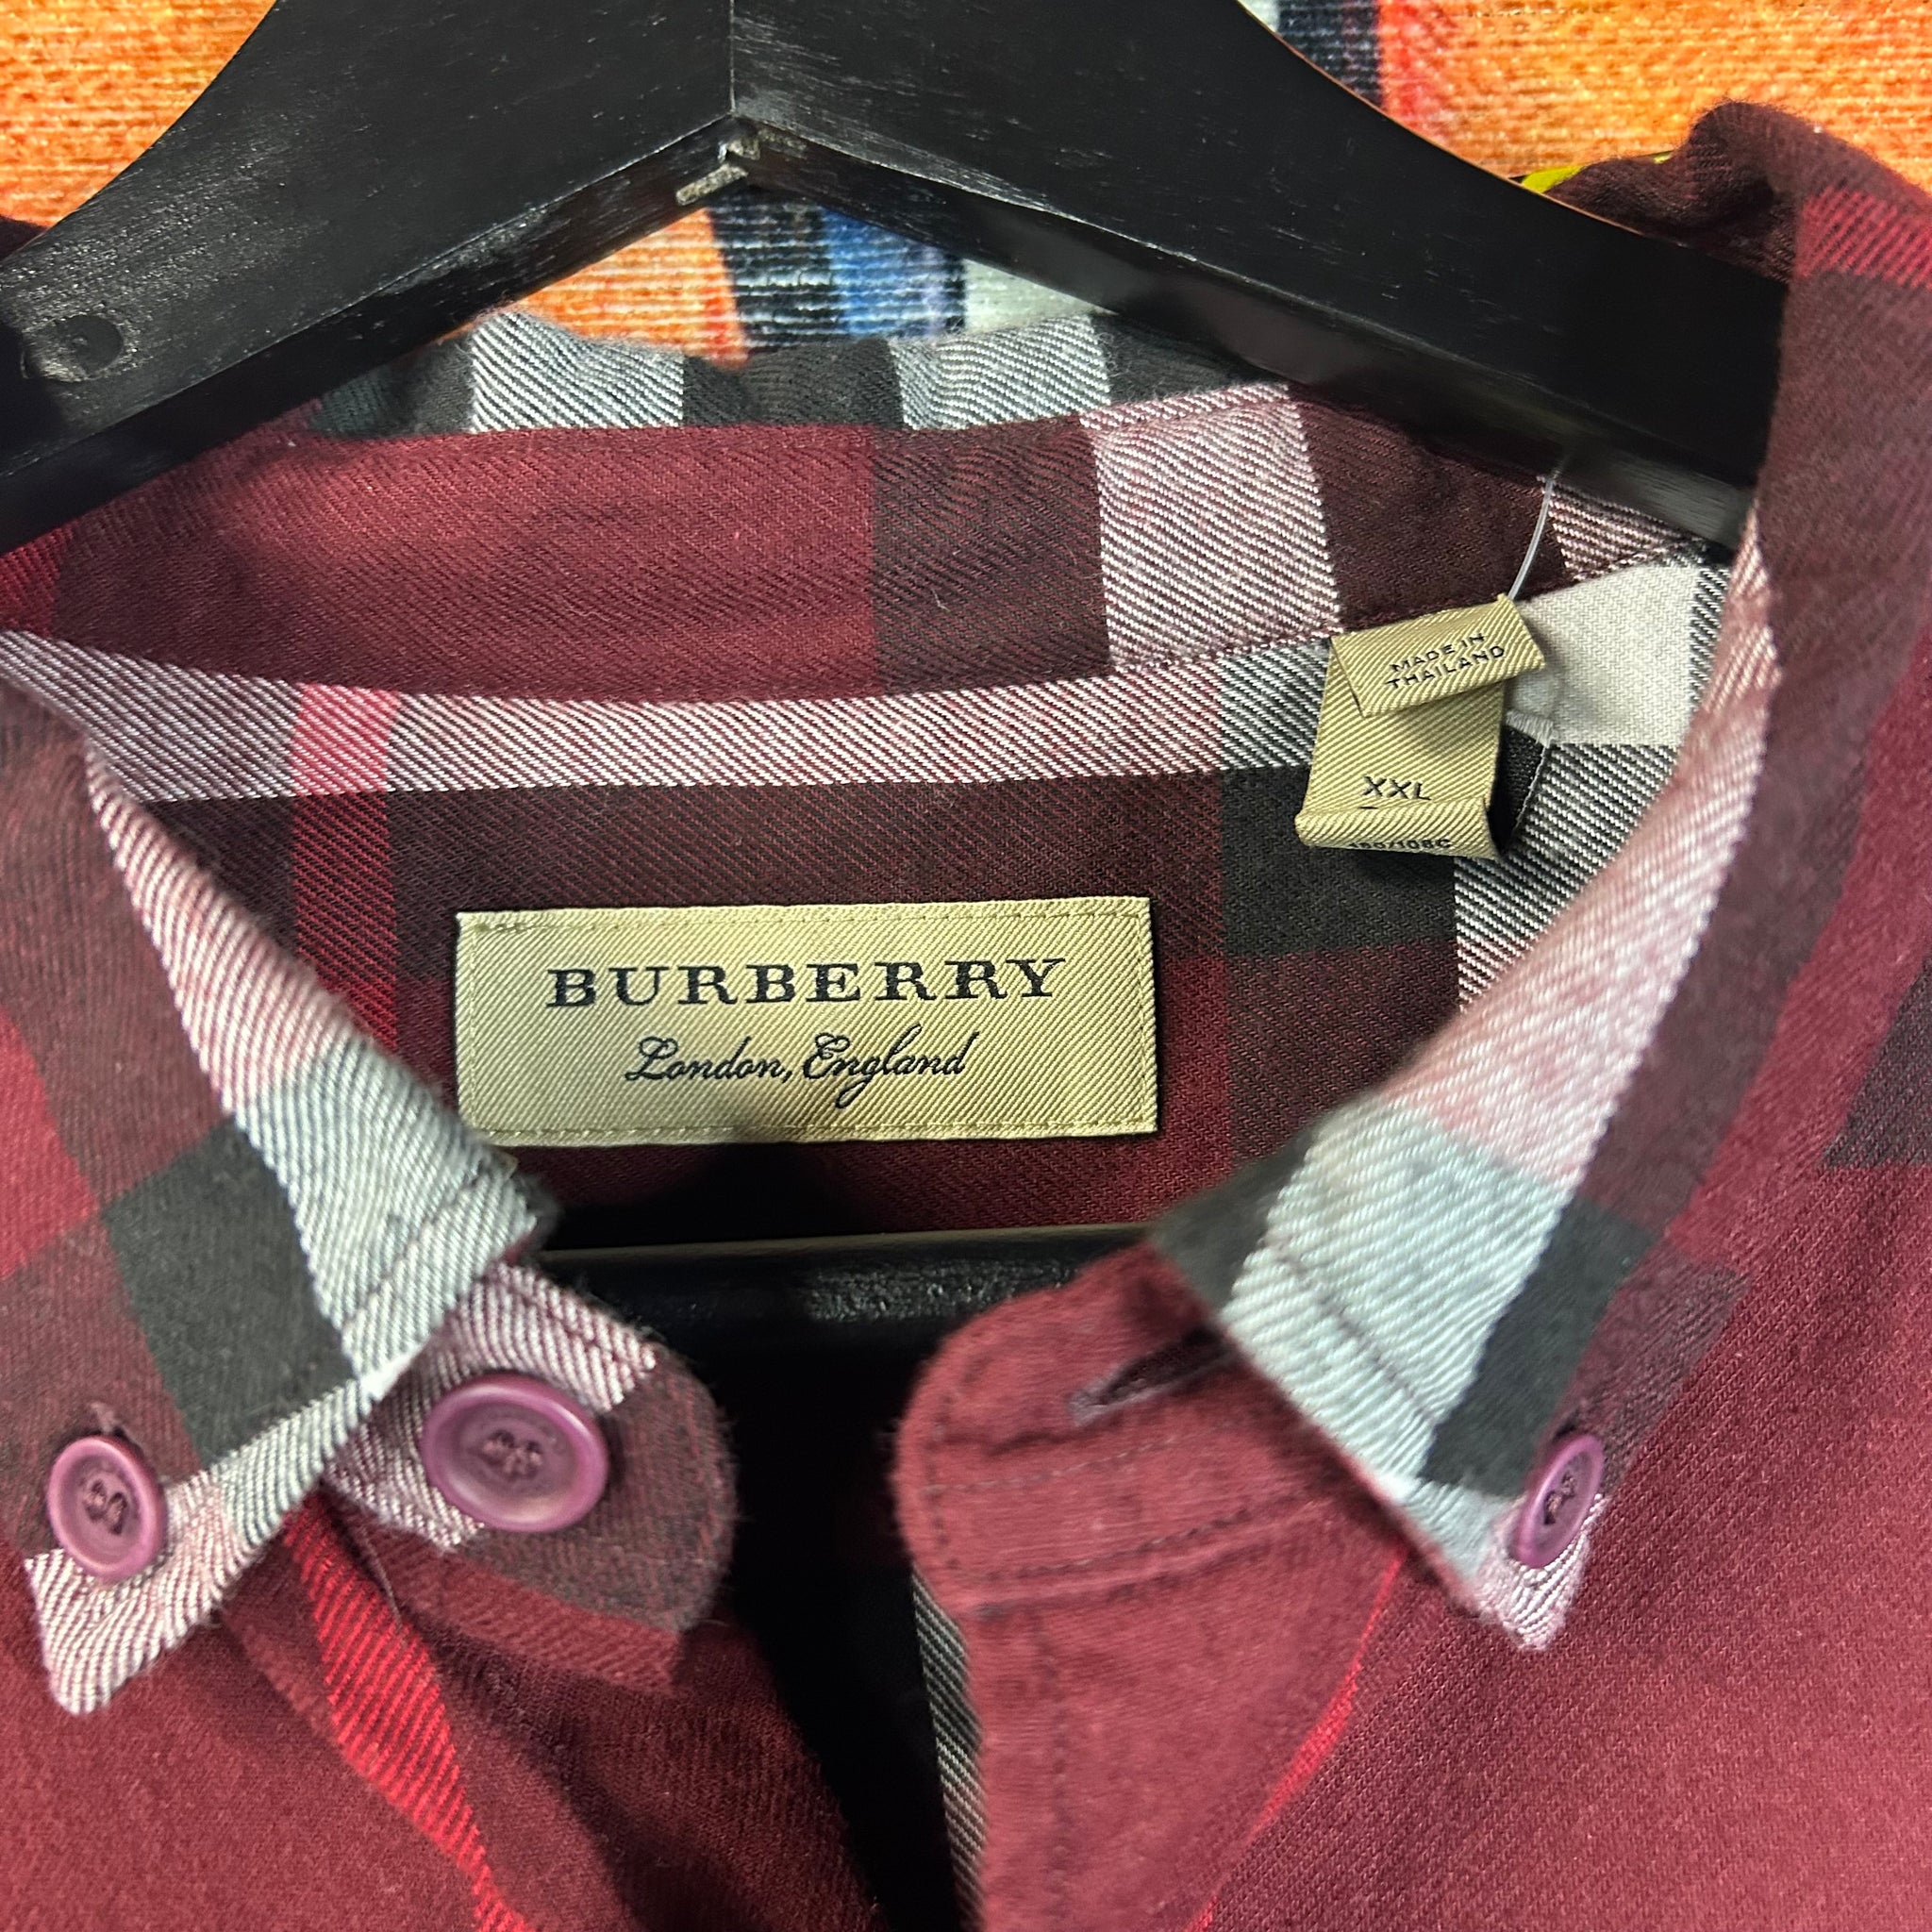 MADE IN
THAILAND
XXL
BURBERRY
London, England